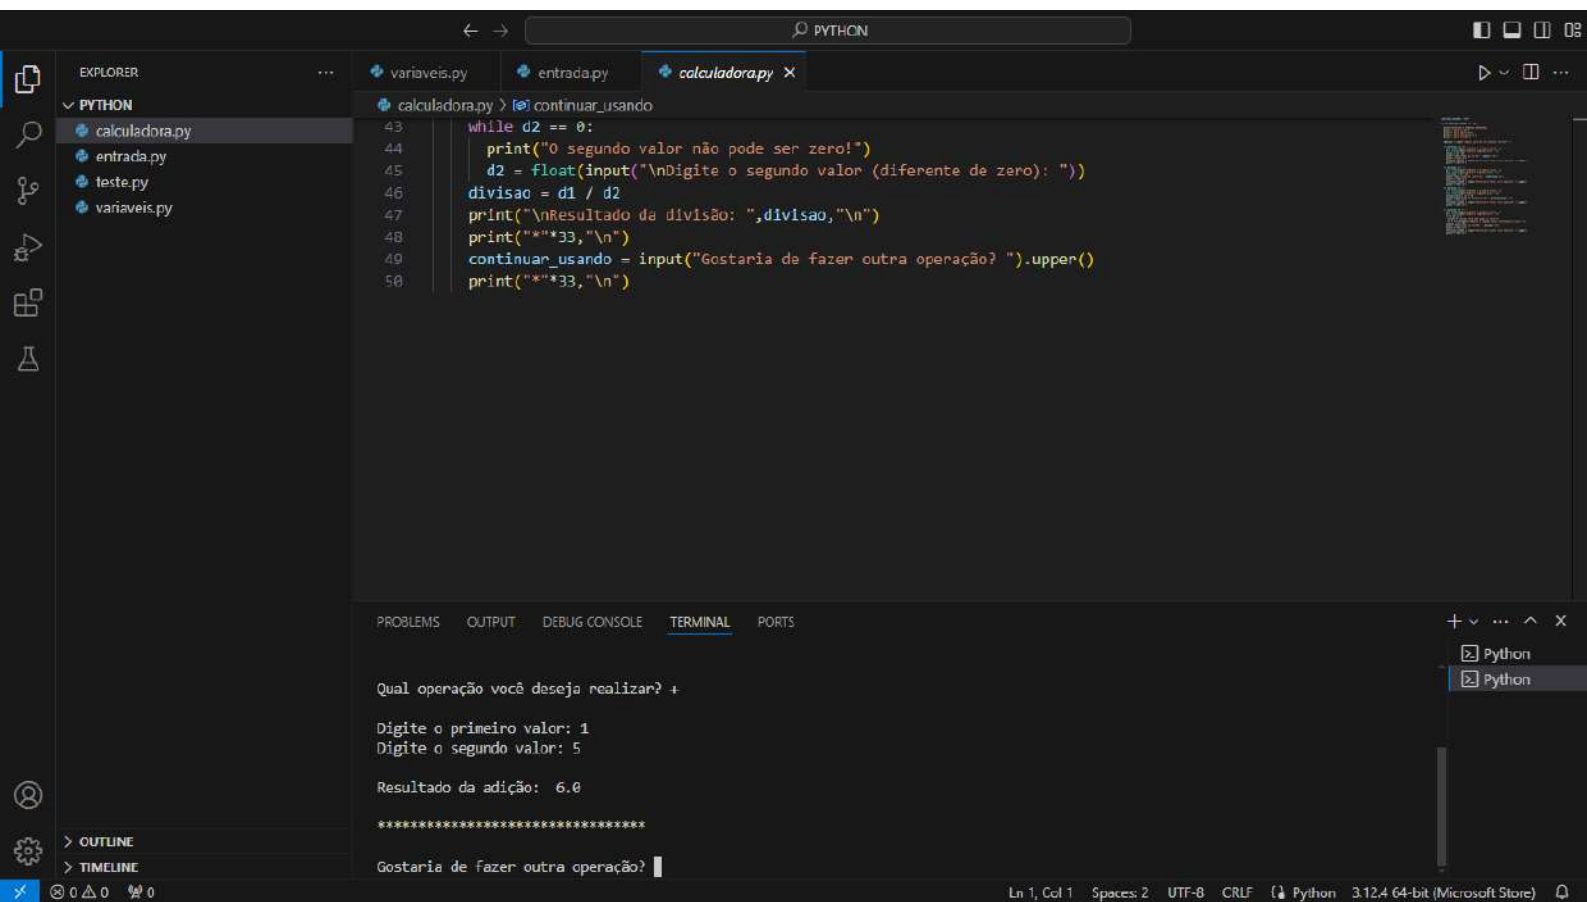 PYTHON
EXPLORER
PYTHON
calculadora.py
entrada.py
teste.py
variaveis.py
OUTLINE
TIMELINE
variaveis.py
entrada.py
calculadora.py
calculadora.py > continuar_usando
43 while d2 == 0:
44 print("O segundo valor não pode ser zero!")
45 d2 = float(input("\nDigite o segundo valor (diferente de zero): "))
46 divisao = d1 / d2
47 print("\nResultado da divisão: ",divisao,"\n")
48 print("*"*33,"\n")
49 continuar_usando = input("Gostaria de fazer outra operação? ").upper()
50 print("*"*33,"\n")
PROBLEMS OUTPUT DEBUG CONSOLE TERMINAL PORTS
Python
Python
Qual operação você deseja realizar? +
Digite o primeiro valor: 1
Digite o segundo valor: 5
Resultado da adição:  6.0
*********************************
Gostaria de fazer outra operação?
0 0 0 Ln 1, Col 1 Spaces: 2 UTF-8 CRLF Python 3.12.4 64-bit (Microsoft Store)